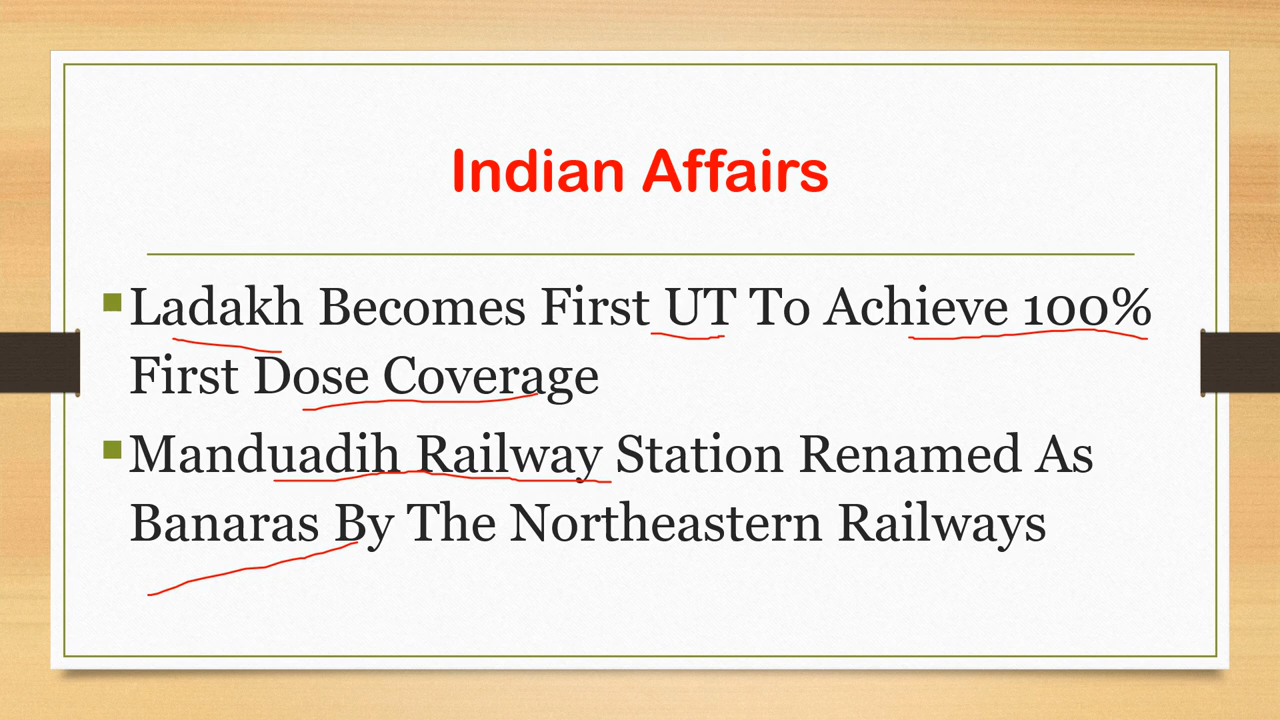 Indian Affairs
Ladakh Becomes First UT To Achieve 100%
First Dose Coverage
Manduadih Railway Station Renamed As
Banaras By The Northeastern Railways